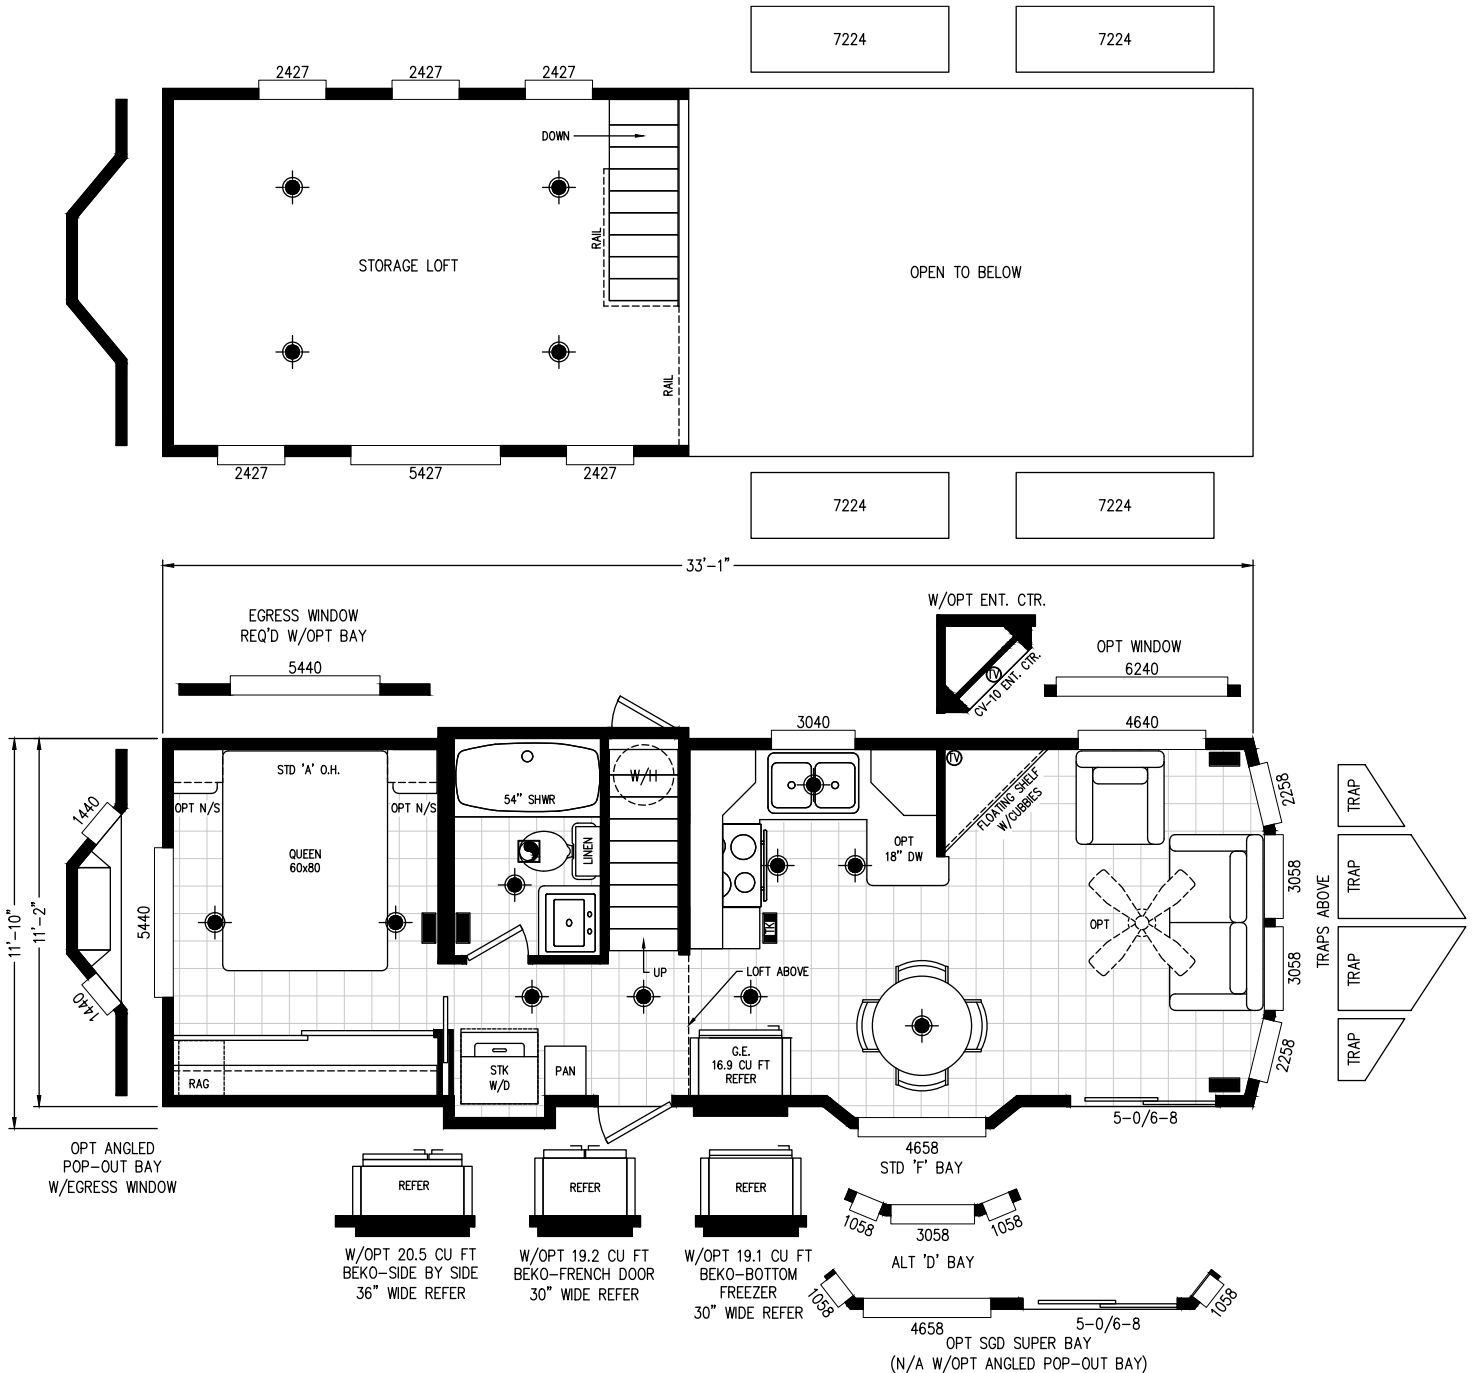 7224
7224
2427
2427
2427
DOWN
RAIL
STORAGE LOFT
OPEN TO BELOW
RAIL
2427
5427
2427
7224
7224
33'-1"
EGRESS WINDOW
REQ'D W/OPT BAY
5440
W/OPT ENT. CTR.
TV
CV-10 ENT. CTR.
OPT WINDOW
6240
3040
4640
11'-10"
11'-2"
1440
1440
5440
STD 'A' O.H.
OPT N/S
OPT N/S
QUEEN
60x80
54" SHWR
W/H
LINEN
OPT
18" DW
TV
FLOATING SHELF
W/CUBBIES
2258
3058
3058
2258
TRAPS ABOVE
TRAP
TRAP
TRAP
TRAP
OPT
TK
UP
LOFT ABOVE
RAG
STK
W/D
PAN
G.E.
16.9 CU FT
REFER
5-0/6-8
4658
STD 'F' BAY
OPT ANGLED
POP-OUT BAY
W/EGRESS WINDOW
REFER
W/OPT 20.5 CU FT
BEKO-SIDE BY SIDE
36" WIDE REFER
REFER
W/OPT 19.2 CU FT
BEKO-FRENCH DOOR
30" WIDE REFER
REFER
W/OPT 19.1 CU FT
BEKO-BOTTOM
FREEZER
30" WIDE REFER
1058
3058
1058
ALT 'D' BAY
1058
4658
5-0/6-8
1058
OPT SGD SUPER BAY
(N/A W/OPT ANGLED POP-OUT BAY)